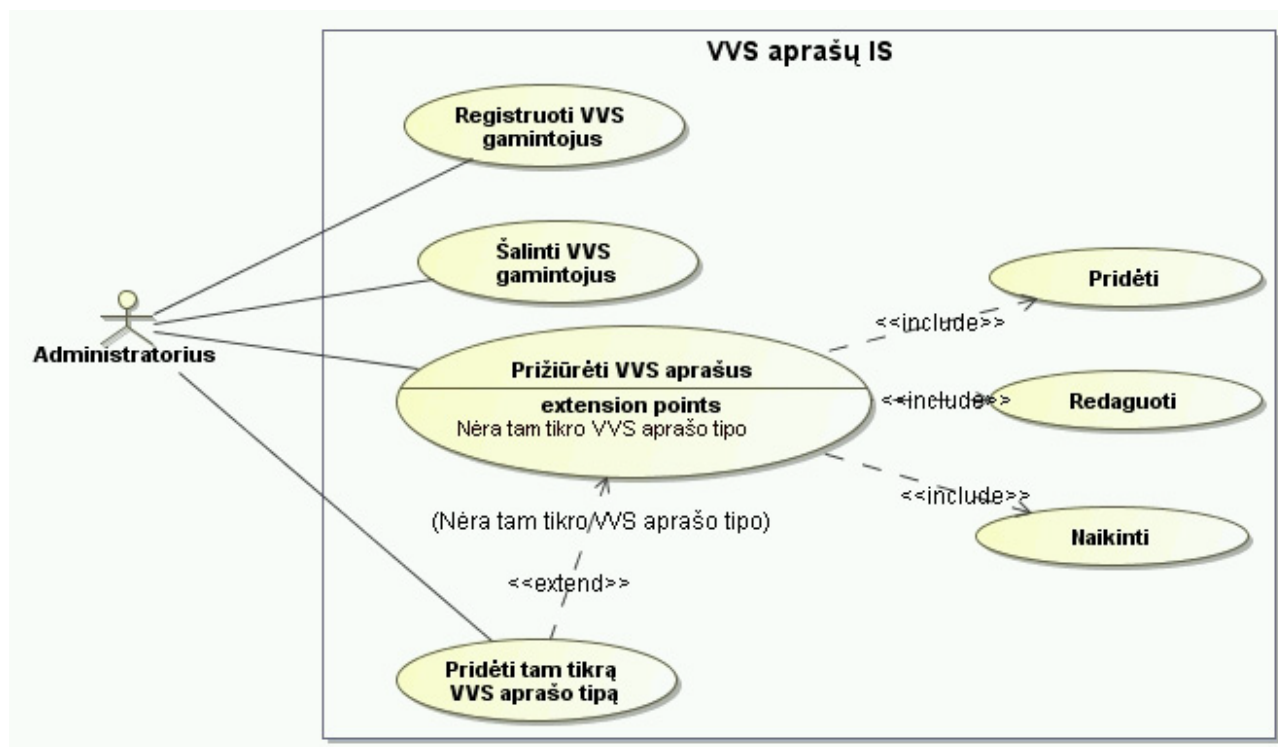 VVS aprašų IS
Registruoti VVS
gamintojus
Šalinti VVS
gamintojus
Pridėti
<<include>>
Administratorius
Prižiūrėti VVS aprašus
extension points
Nėra tam tikro VVS aprašo tipo
<<include>>
Redaguoti
<<include>>
Naikinti
(Nėra tam tikro VVS aprašo tipo)
<<extend>>
Pridėti tam tikrą
VVS aprašo tipą